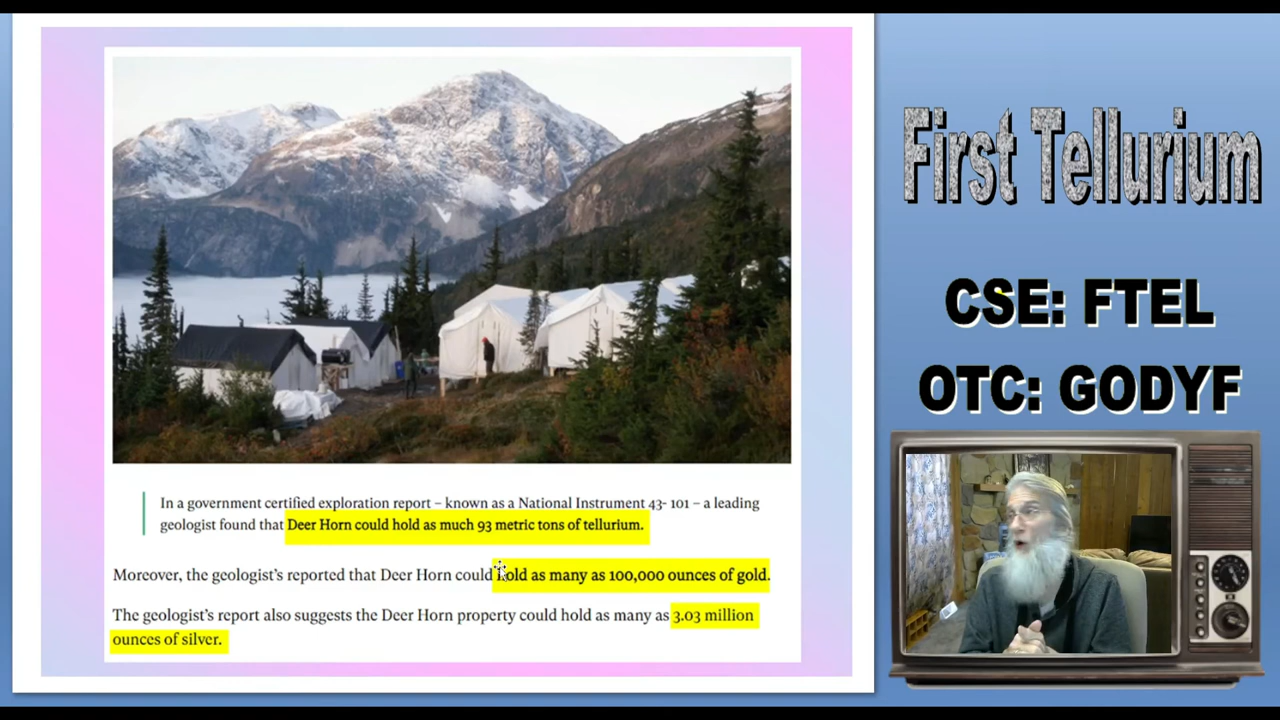 In a government certified exploration report – known as a National Instrument 43- 101 – a leading
geologist found that Deer Horn could hold as much 93 metric tons of tellurium.
Moreover, the geologist's reported that Deer Horn could hold as many as 100,000 ounces of gold.
The geologist's report also suggests the Deer Horn property could hold as many as 3.03 million
ounces of silver.
First Tellurium
CSE: FTEL
OTC: GODYF